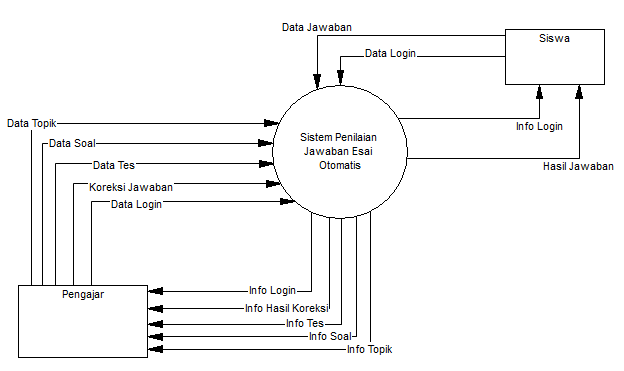 Data Jawaban
Siswa
Data Login
Data Topik
Info Login
Sistem Penilaian
Jawaban Esai
Otomatis
Data Soal
Data Tes
Hasil Jawaban
Koreksi Jawaban
Data Login
Pengajar
Info Login
Info Hasil Koreksi
Info Tes
Info Soal
Info Topik